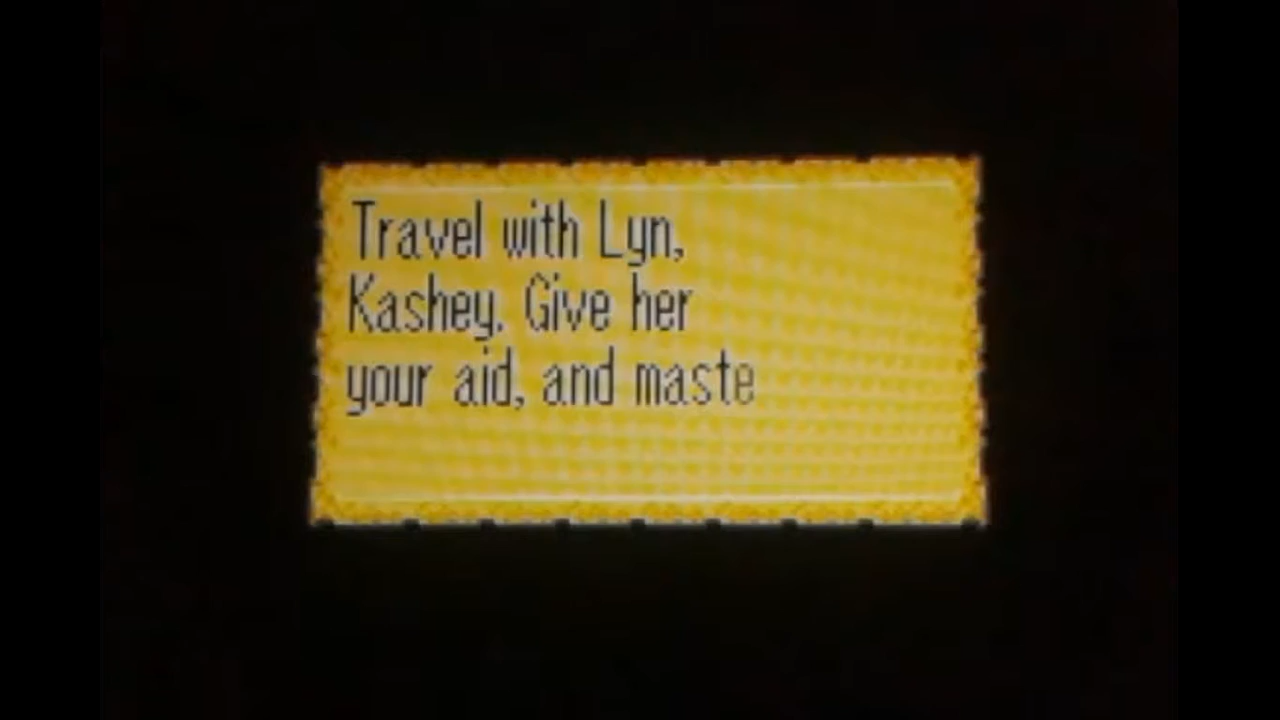 Travel with Lyn,
Kashey. Give her
your aid, and maste